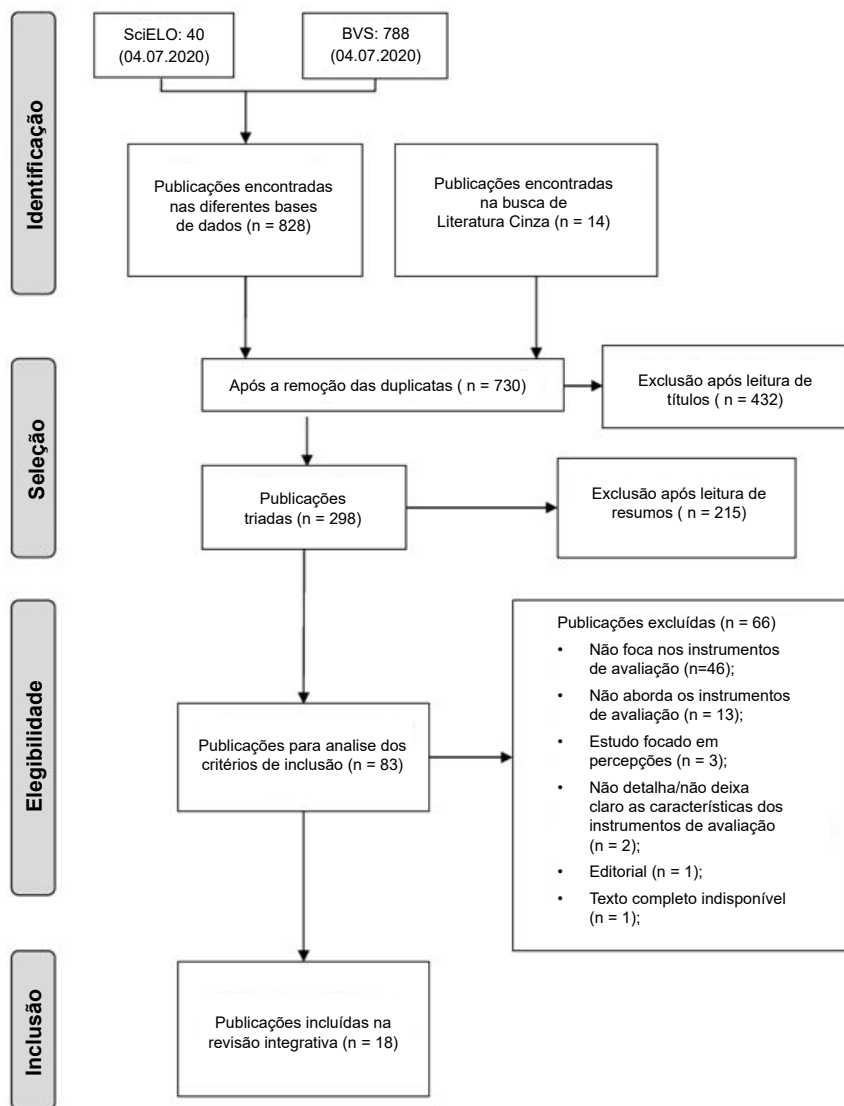 SciELO: 40
(04.07.2020)
BVS: 788
(04.07.2020)
Identificação
Publicações encontradas
nas diferentes bases
de dados (n = 828)
Publicações encontradas
na busca de
Literatura Cinza (n = 14)
Seleção
Após a remoção das duplicatas ( n = 730)
Exclusão após leitura de
títulos ( n = 432)
Publicações
triadas (n = 298)
Exclusão após leitura de
resumos ( n = 215)
Elegibilidade
Publicações para analise dos
critérios de inclusão (n = 83)
Publicações excluídas (n = 66)
• Não foca nos instrumentos
de avaliação (n=46);
• Não aborda os instrumentos
de avaliação (n = 13);
• Estudo focado em
percepções (n = 3);
• Não detalha/não deixa
claro as características dos
instrumentos de avaliação
(n = 2);
• Editorial (n = 1);
• Texto completo indisponível
(n = 1);
Inclusão
Publicações incluídas na
revisão integrativa (n = 18)